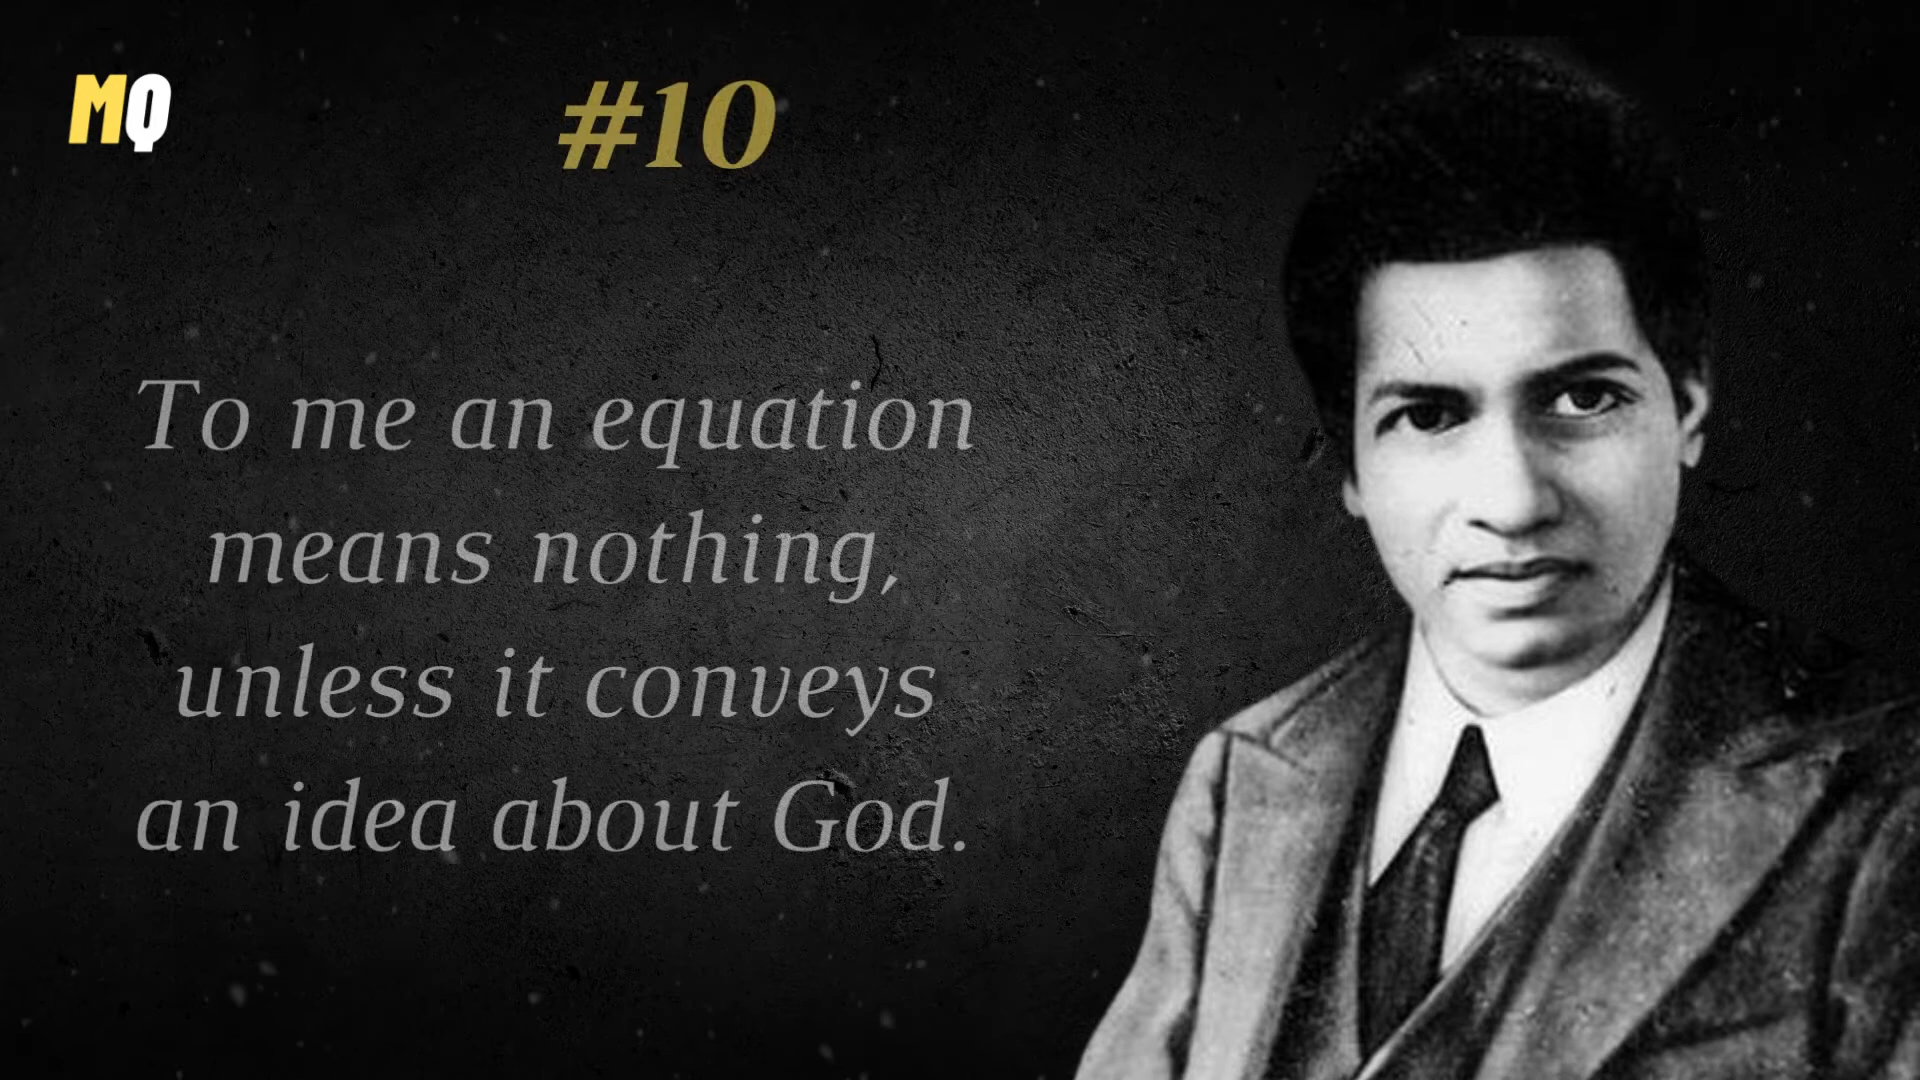 MQ
#10
To me an equation
means nothing,
unless it conveys
an idea about God.